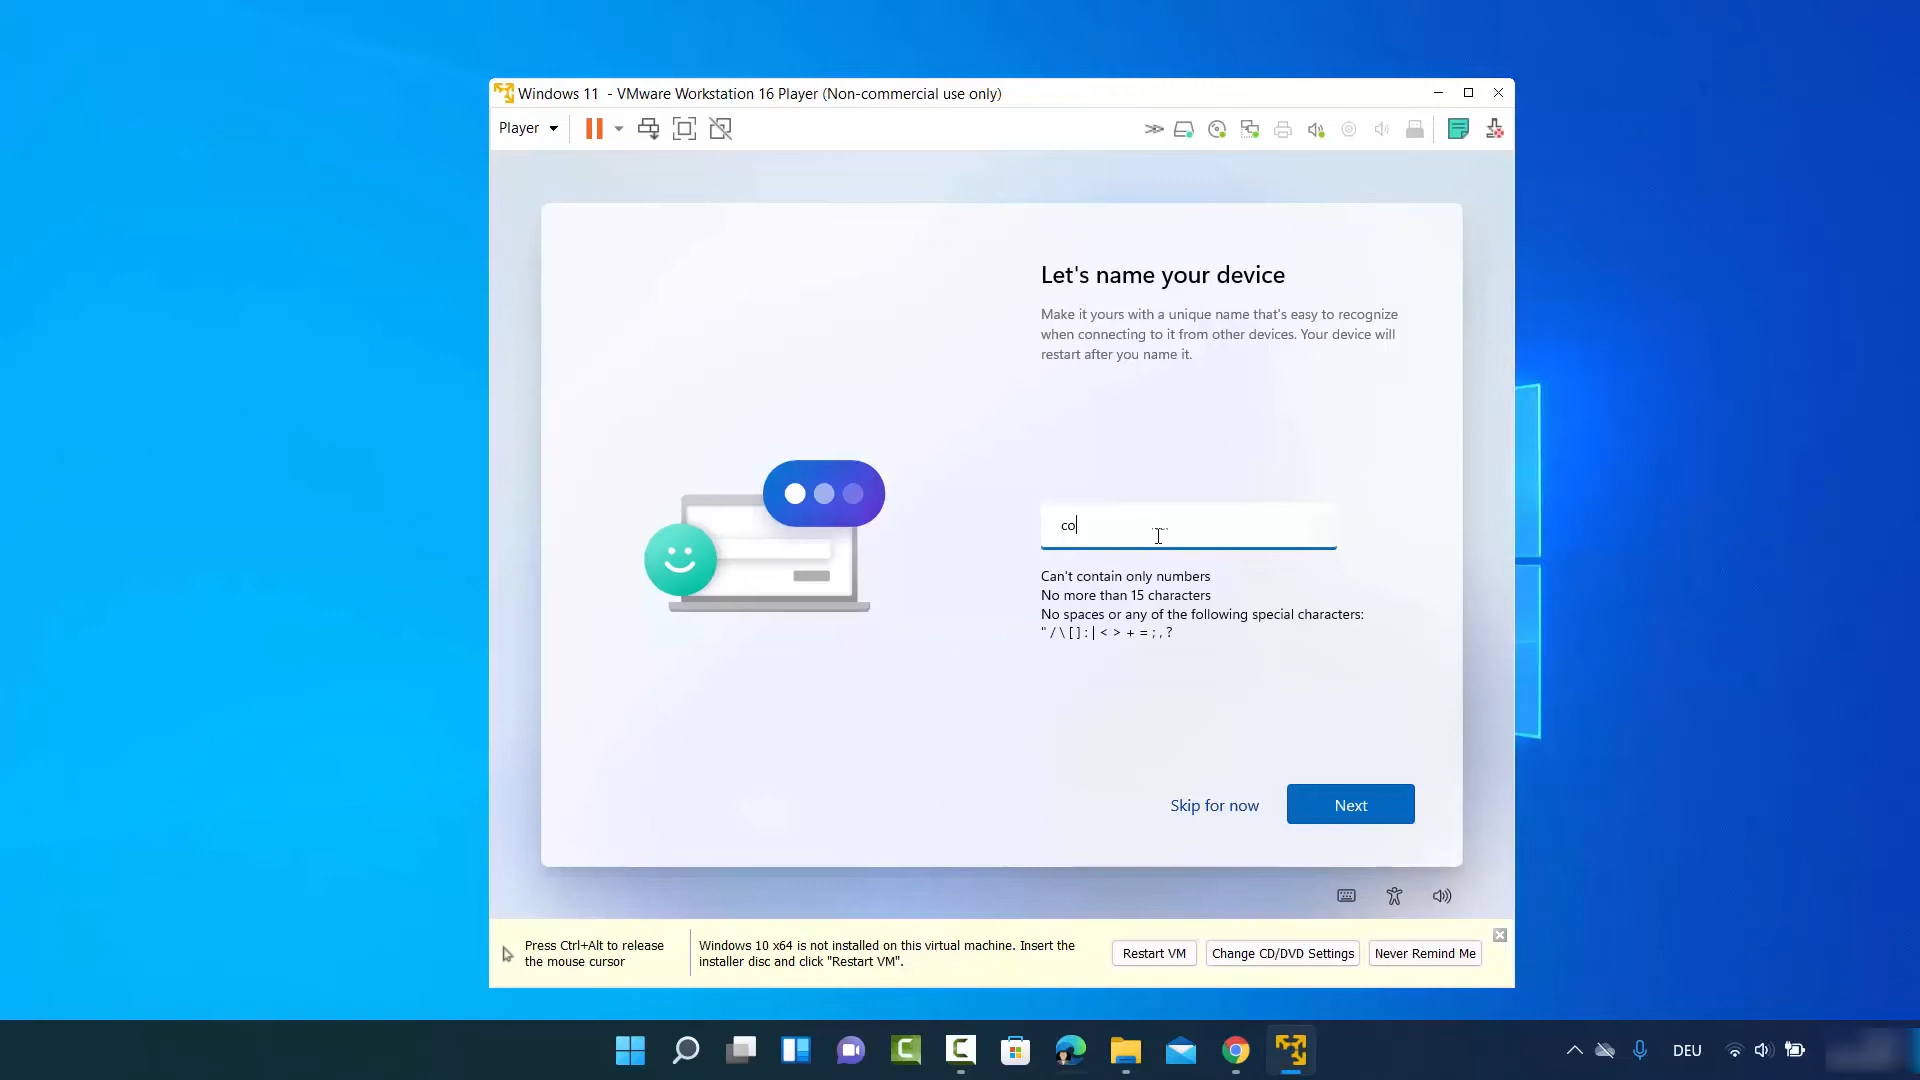 Windows 11 - VMware Workstation 16 Player (Non-commercial use only)
Player
Let's name your device
Make it yours with a unique name that's easy to recognize
when connecting to it from other devices. Your device will
restart after you name it.
co
Can't contain only numbers
No more than 15 characters
No spaces or any of the following special characters:
" / \ [ ] : | < > + = ; , ?
Skip for now
Next
Press Ctrl+Alt to release
the mouse cursor
Windows 10 x64 is not installed on this virtual machine. Insert the
installer disc and click "Restart VM".
Restart VM
Change CD/DVD Settings
Never Remind Me
DEU